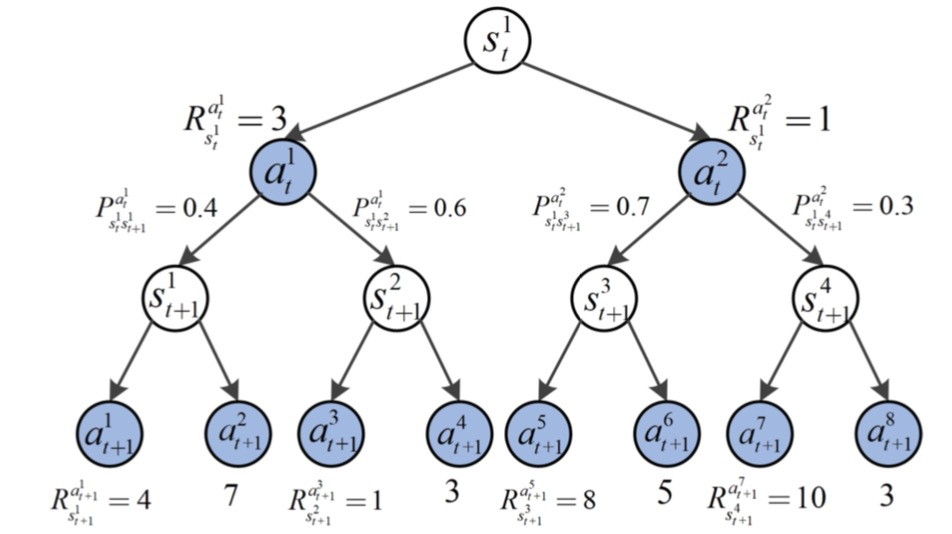 s_t^1
R_{s_t^1}^{a_t^1} = 3
R_{s_t^1}^{a_t^2} = 1
a_t^1
a_t^2
P_{s_t^1 s_{t+1}^1}^{a_t^1} = 0.4
P_{s_t^1 s_{t+1}^2}^{a_t^1} = 0.6
P_{s_t^1 s_{t+1}^3}^{a_t^2} = 0.7
P_{s_t^1 s_{t+1}^4}^{a_t^2} = 0.3
s_{t+1}^1
s_{t+1}^2
s_{t+1}^3
s_{t+1}^4
a_{t+1}^1
a_{t+1}^2
a_{t+1}^3
a_{t+1}^4
a_{t+1}^5
a_{t+1}^6
a_{t+1}^7
a_{t+1}^8
R_{s_{t+1}^1}^{a_{t+1}^1} = 4
7
R_{s_{t+1}^2}^{a_{t+1}^3} = 1
3
R_{s_{t+1}^3}^{a_{t+1}^5} = 8
5
R_{s_{t+1}^4}^{a_{t+1}^7} = 10
3